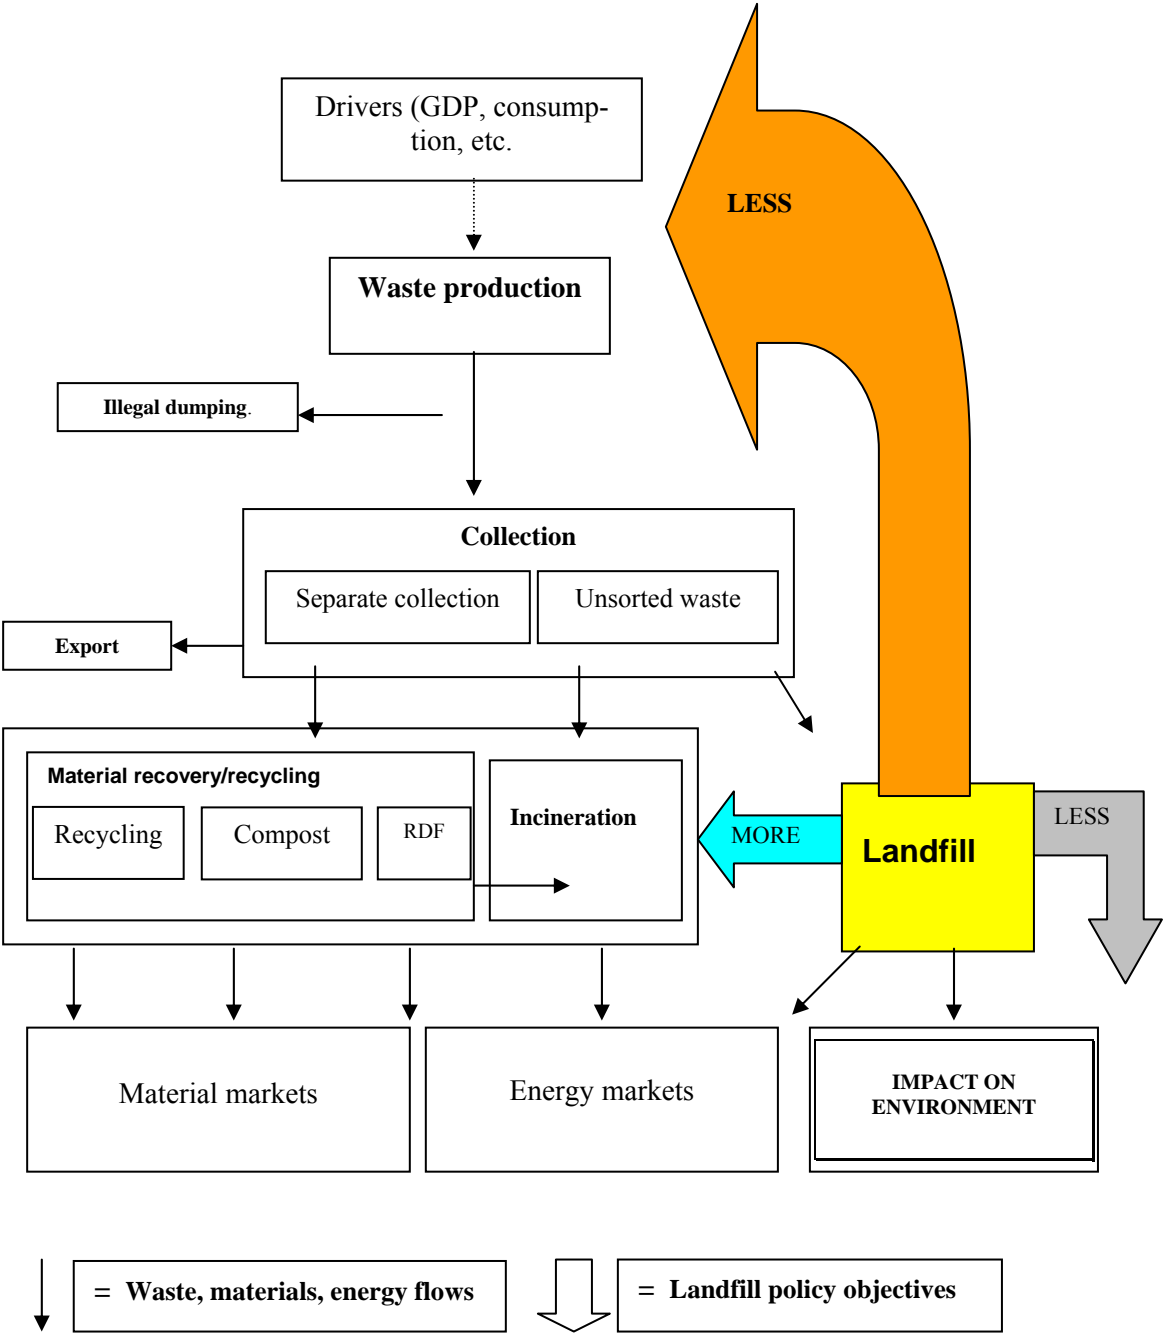 Drivers (GDP, consump-
tion, etc.
LESS
Waste production
Illegal dumping.
Collection
Separate collection
Unsorted waste
Export
Material recovery/recycling
Recycling
Compost
RDF
Incineration
MORE
Landfill
LESS
Material markets
Energy markets
IMPACT ON
ENVIRONMENT
= Waste, materials, energy flows
= Landfill policy objectives